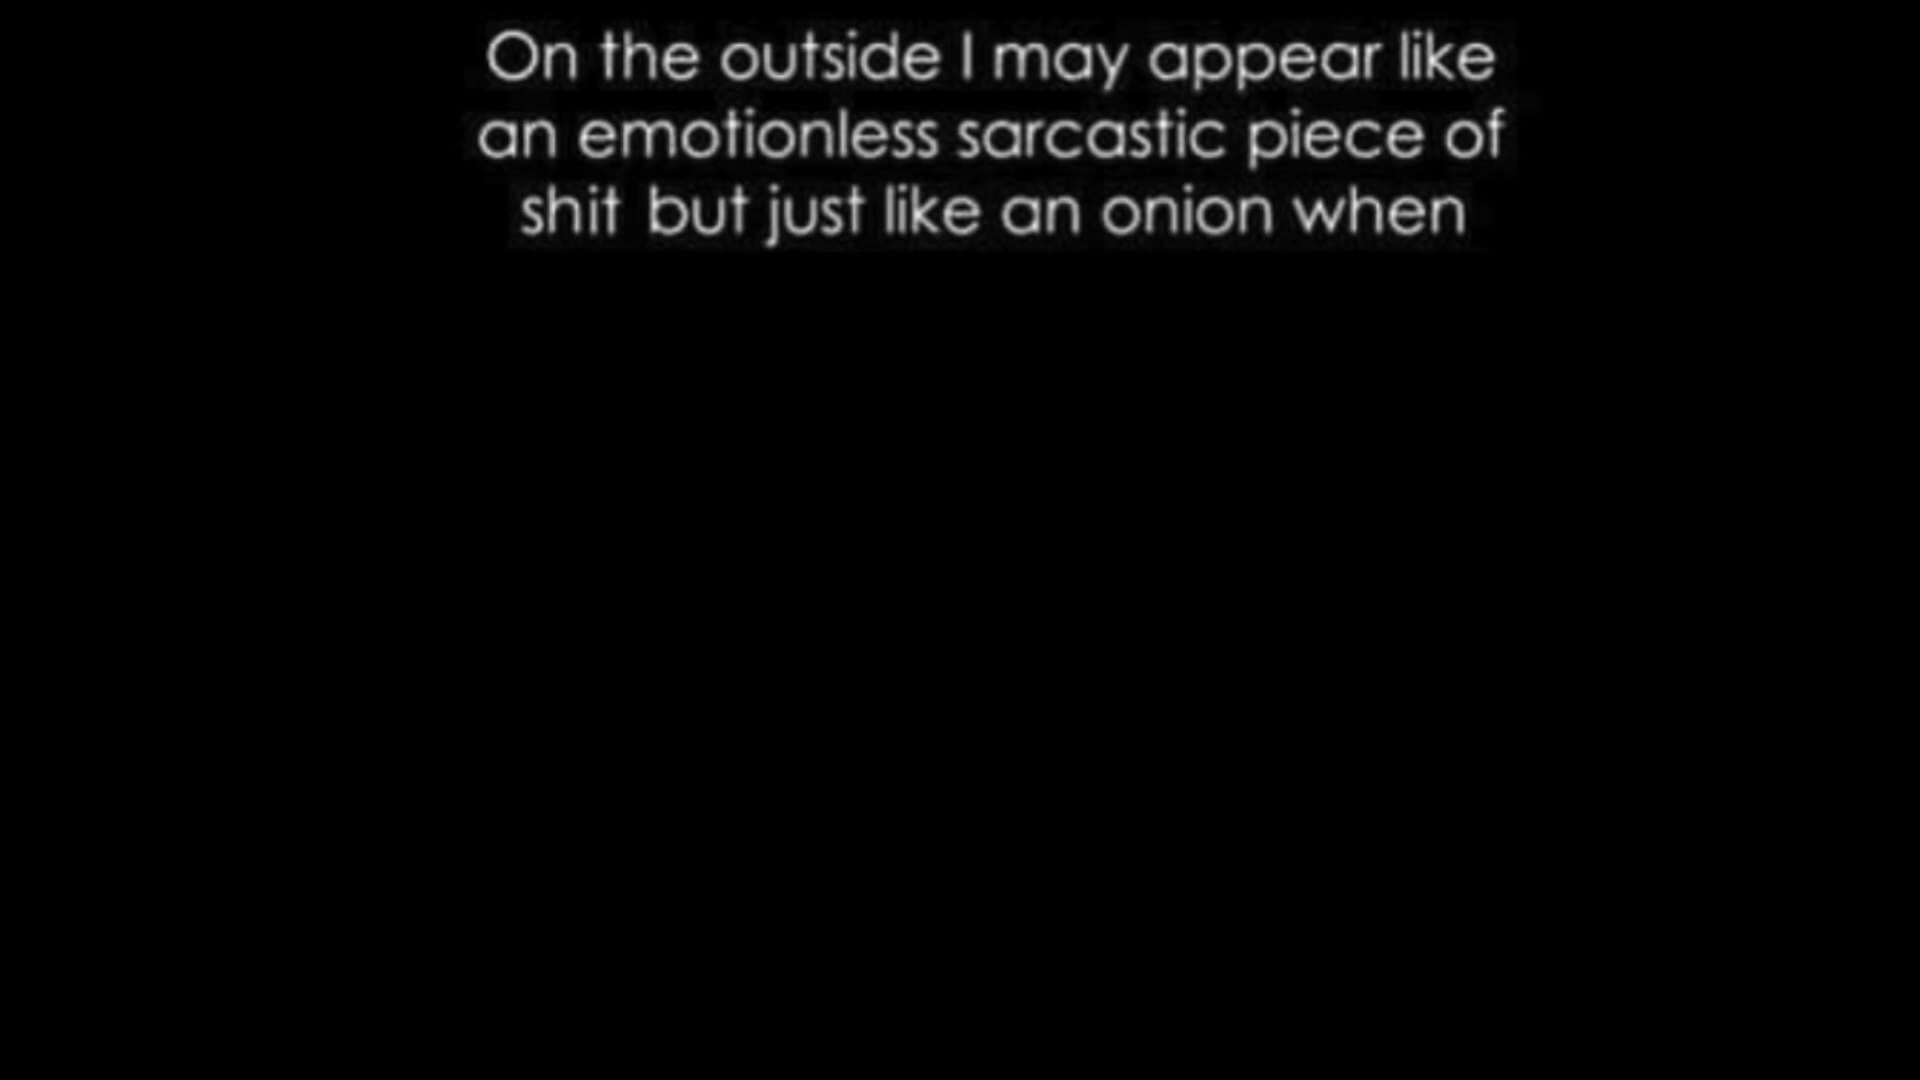 On the outside I may appear like
an emotionless sarcastic piece of
shit but just like an onion when